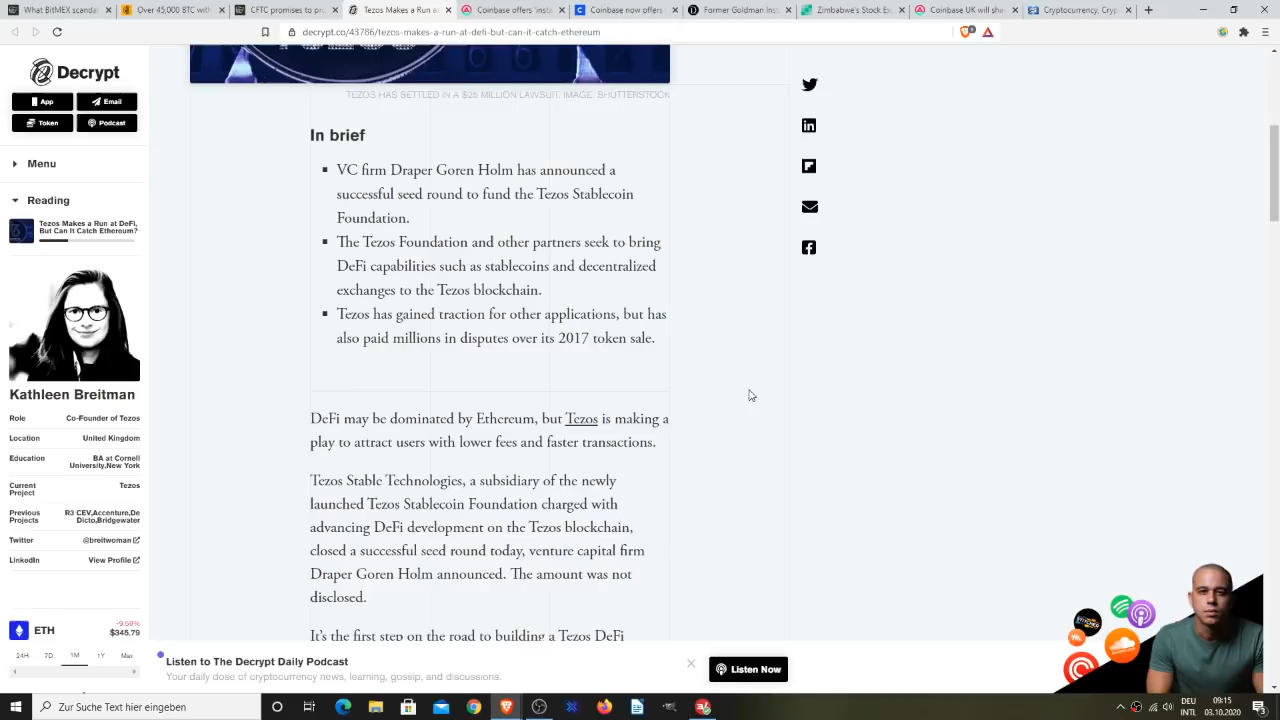 What BitMEX insid
Over 45,000 BTC with
CFTC promises to pr
Tezos Makes a Run at
Coinbase now offers
Coinbase now offers
Former Goldman
Zimbabwe's Stock Ex
Coinbase UK will sha
Cryptocurrency, Cryp
decrypt.co/43786/tezos-makes-a-run-at-defi-but-can-it-catch-ethereum
Decrypt
App
Email
Token
Podcast
Menu
Reading
Tezos Makes a Run at DeFi,
But Can It Catch Ethereum?
Kathleen Breitman
Role Co-Founder of Tezos
Location United Kingdom
Education BA at Cornell
University,New York
Current Tezos
Project
Previous R3 CEV,Accenture,De
Projects Dicto,Bridgewater
Twitter @breitwoman
LinkedIn View Profile
ETH -9.59%
$345.79
24H 7D 1M 1Y Max
TEZOS HAS SETTLED IN A $25 MILLION LAWSUIT. IMAGE: SHUTTERSTOCK
In brief
VC firm Draper Goren Holm has announced a
successful seed round to fund the Tezos Stablecoin
Foundation.
The Tezos Foundation and other partners seek to bring
DeFi capabilities such as stablecoins and decentralized
exchanges to the Tezos blockchain.
Tezos has gained traction for other applications, but has
also paid millions in disputes over its 2017 token sale.
DeFi may be dominated by Ethereum, but Tezos is making a
play to attract users with lower fees and faster transactions.
Tezos Stable Technologies, a subsidiary of the newly
launched Tezos Stablecoin Foundation charged with
advancing DeFi development on the Tezos blockchain,
closed a successful seed round today, venture capital firm
Draper Goren Holm announced. The amount was not
disclosed.
It's the first step on the road to building a Tezos DeFi
Listen to The Decrypt Daily Podcast
Your daily dose of cryptocurrency news, learning, gossip, and discussions.
Listen Now
Zur Suche Text hier eingeben
DEU
INTL
09:15
03.10.2020